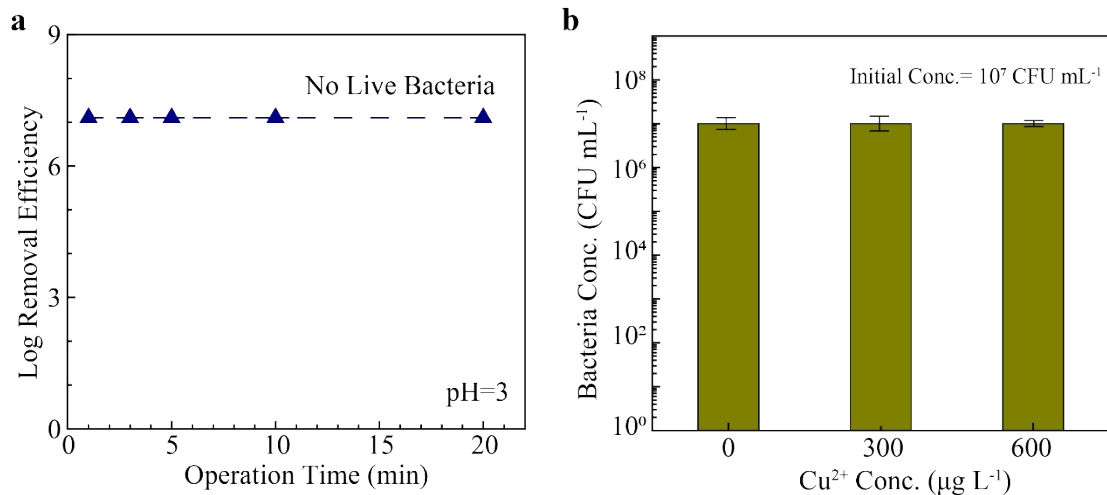 a
9
6
3
0
Log Removal Efficiency
No Live Bacteria
pH=3
0 5 10 15 20
Operation Time (min)
b
10⁸
10⁶
10⁴
10²
10⁰
Bacteria Conc. (CFU mL⁻¹)
Initial Conc.= 10⁷ CFU mL⁻¹
0 300 600
Cu²⁺ Conc. (μg L⁻¹)